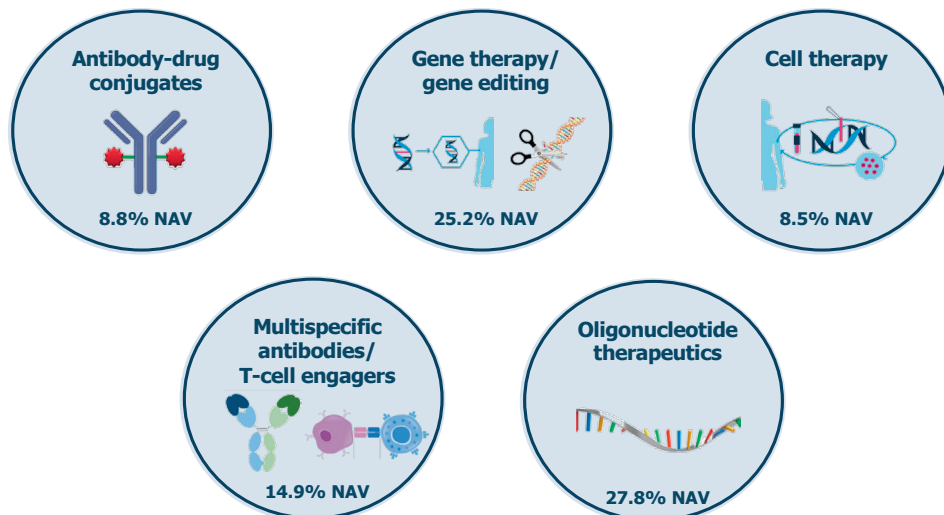 Antibody-drug
conjugates
8.8% NAV
Gene therapy/
gene editing
25.2% NAV
Cell therapy
8.5% NAV
Multispecific
antibodies/
T-cell engagers
14.9% NAV
Oligonucleotide
therapeutics
27.8% NAV